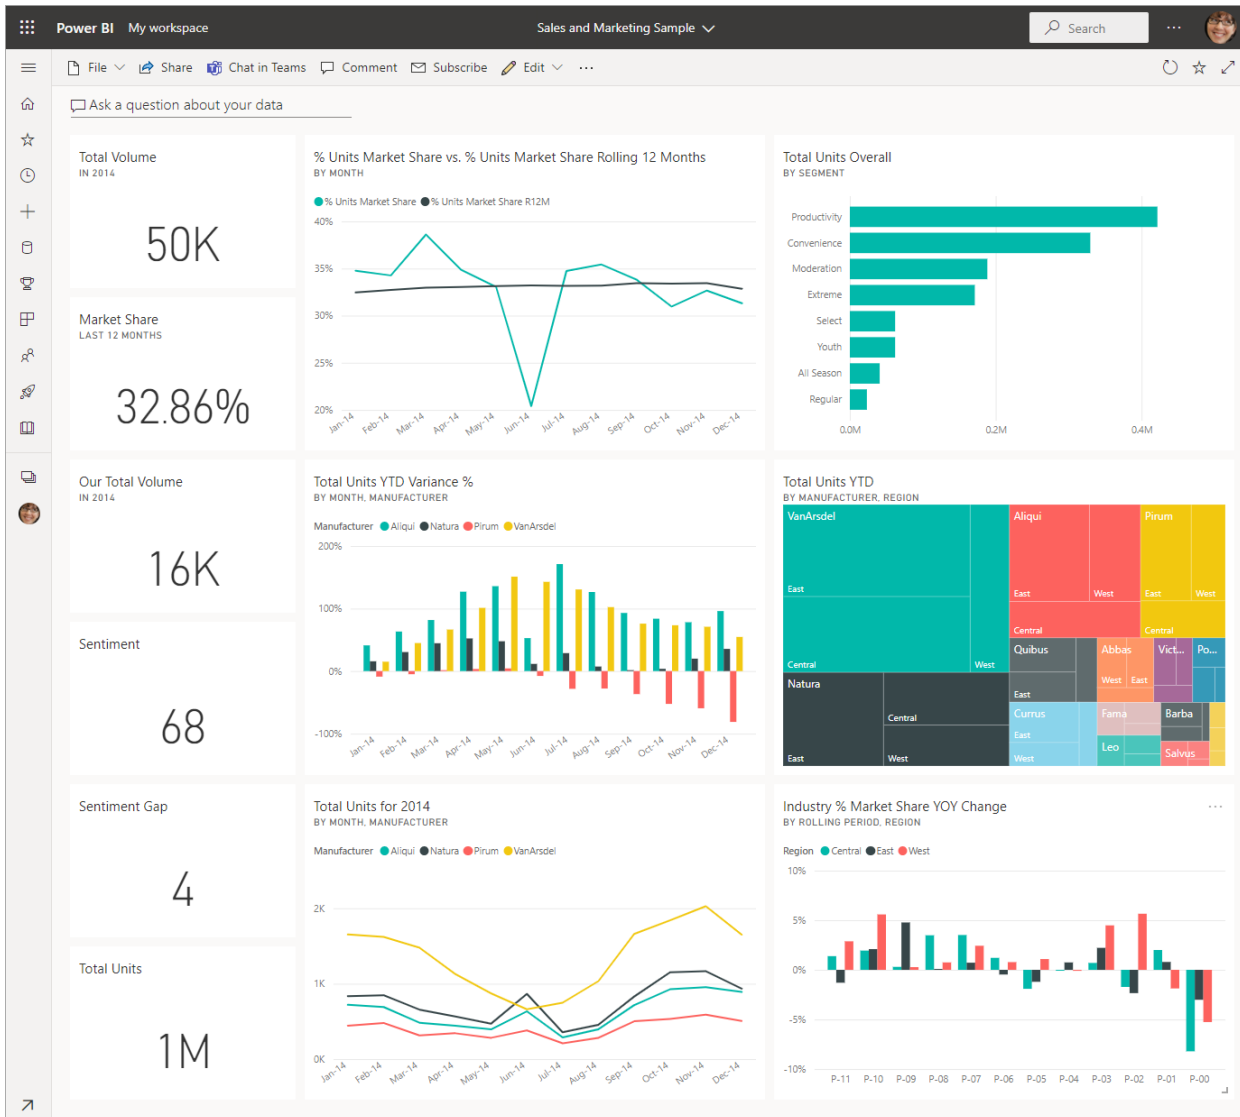 Power BI My workspace
Sales and Marketing Sample
Search
File Share Chat in Teams Comment Subscribe Edit
Ask a question about your data
Total Volume
IN 2014
50K
Market Share
LAST 12 MONTHS
32.86%
Our Total Volume
IN 2014
16K
Sentiment
68
Sentiment Gap
4
Total Units
1M
% Units Market Share vs. % Units Market Share Rolling 12 Months
BY MONTH
% Units Market Share % Units Market Share R12M
40%
35%
30%
25%
20%
Jan-14 Feb-14 Mar-14 Apr-14 May-14 Jun-14 Jul-14 Aug-14 Sep-14 Oct-14 Nov-14 Dec-14
Total Units Overall
BY SEGMENT
Productivity
Convenience
Moderation
Extreme
Select
Youth
All Season
Regular
0.0M 0.2M 0.4M
Total Units YTD Variance %
BY MONTH, MANUFACTURER
Manufacturer Aliqui Natura Pirum VanArsdel
200%
100%
0%
-100%
Jan-14 Feb-14 Mar-14 Apr-14 May-14 Jun-14 Jul-14 Aug-14 Sep-14 Oct-14 Nov-14 Dec-14
Total Units YTD
BY MANUFACTURER, REGION
VanArsdel
East
Central
West
Natura
East
Central
West
Aliqui
East
West
Central
Pirum
East
West
Central
Quibus
East
Abbas
West East
Vict...
Po...
Currus
East
West
Fama
Leo
Barba
Salvus
Total Units for 2014
BY MONTH, MANUFACTURER
Manufacturer Aliqui Natura Pirum VanArsdel
2K
1K
0K
Jan-14 Feb-14 Mar-14 Apr-14 May-14 Jun-14 Jul-14 Aug-14 Sep-14 Oct-14 Nov-14 Dec-14
Industry % Market Share YOY Change
BY ROLLING PERIOD, REGION
Region Central East West
10%
5%
0%
-5%
-10%
P-11 P-10 P-09 P-08 P-07 P-06 P-05 P-04 P-03 P-02 P-01 P-00